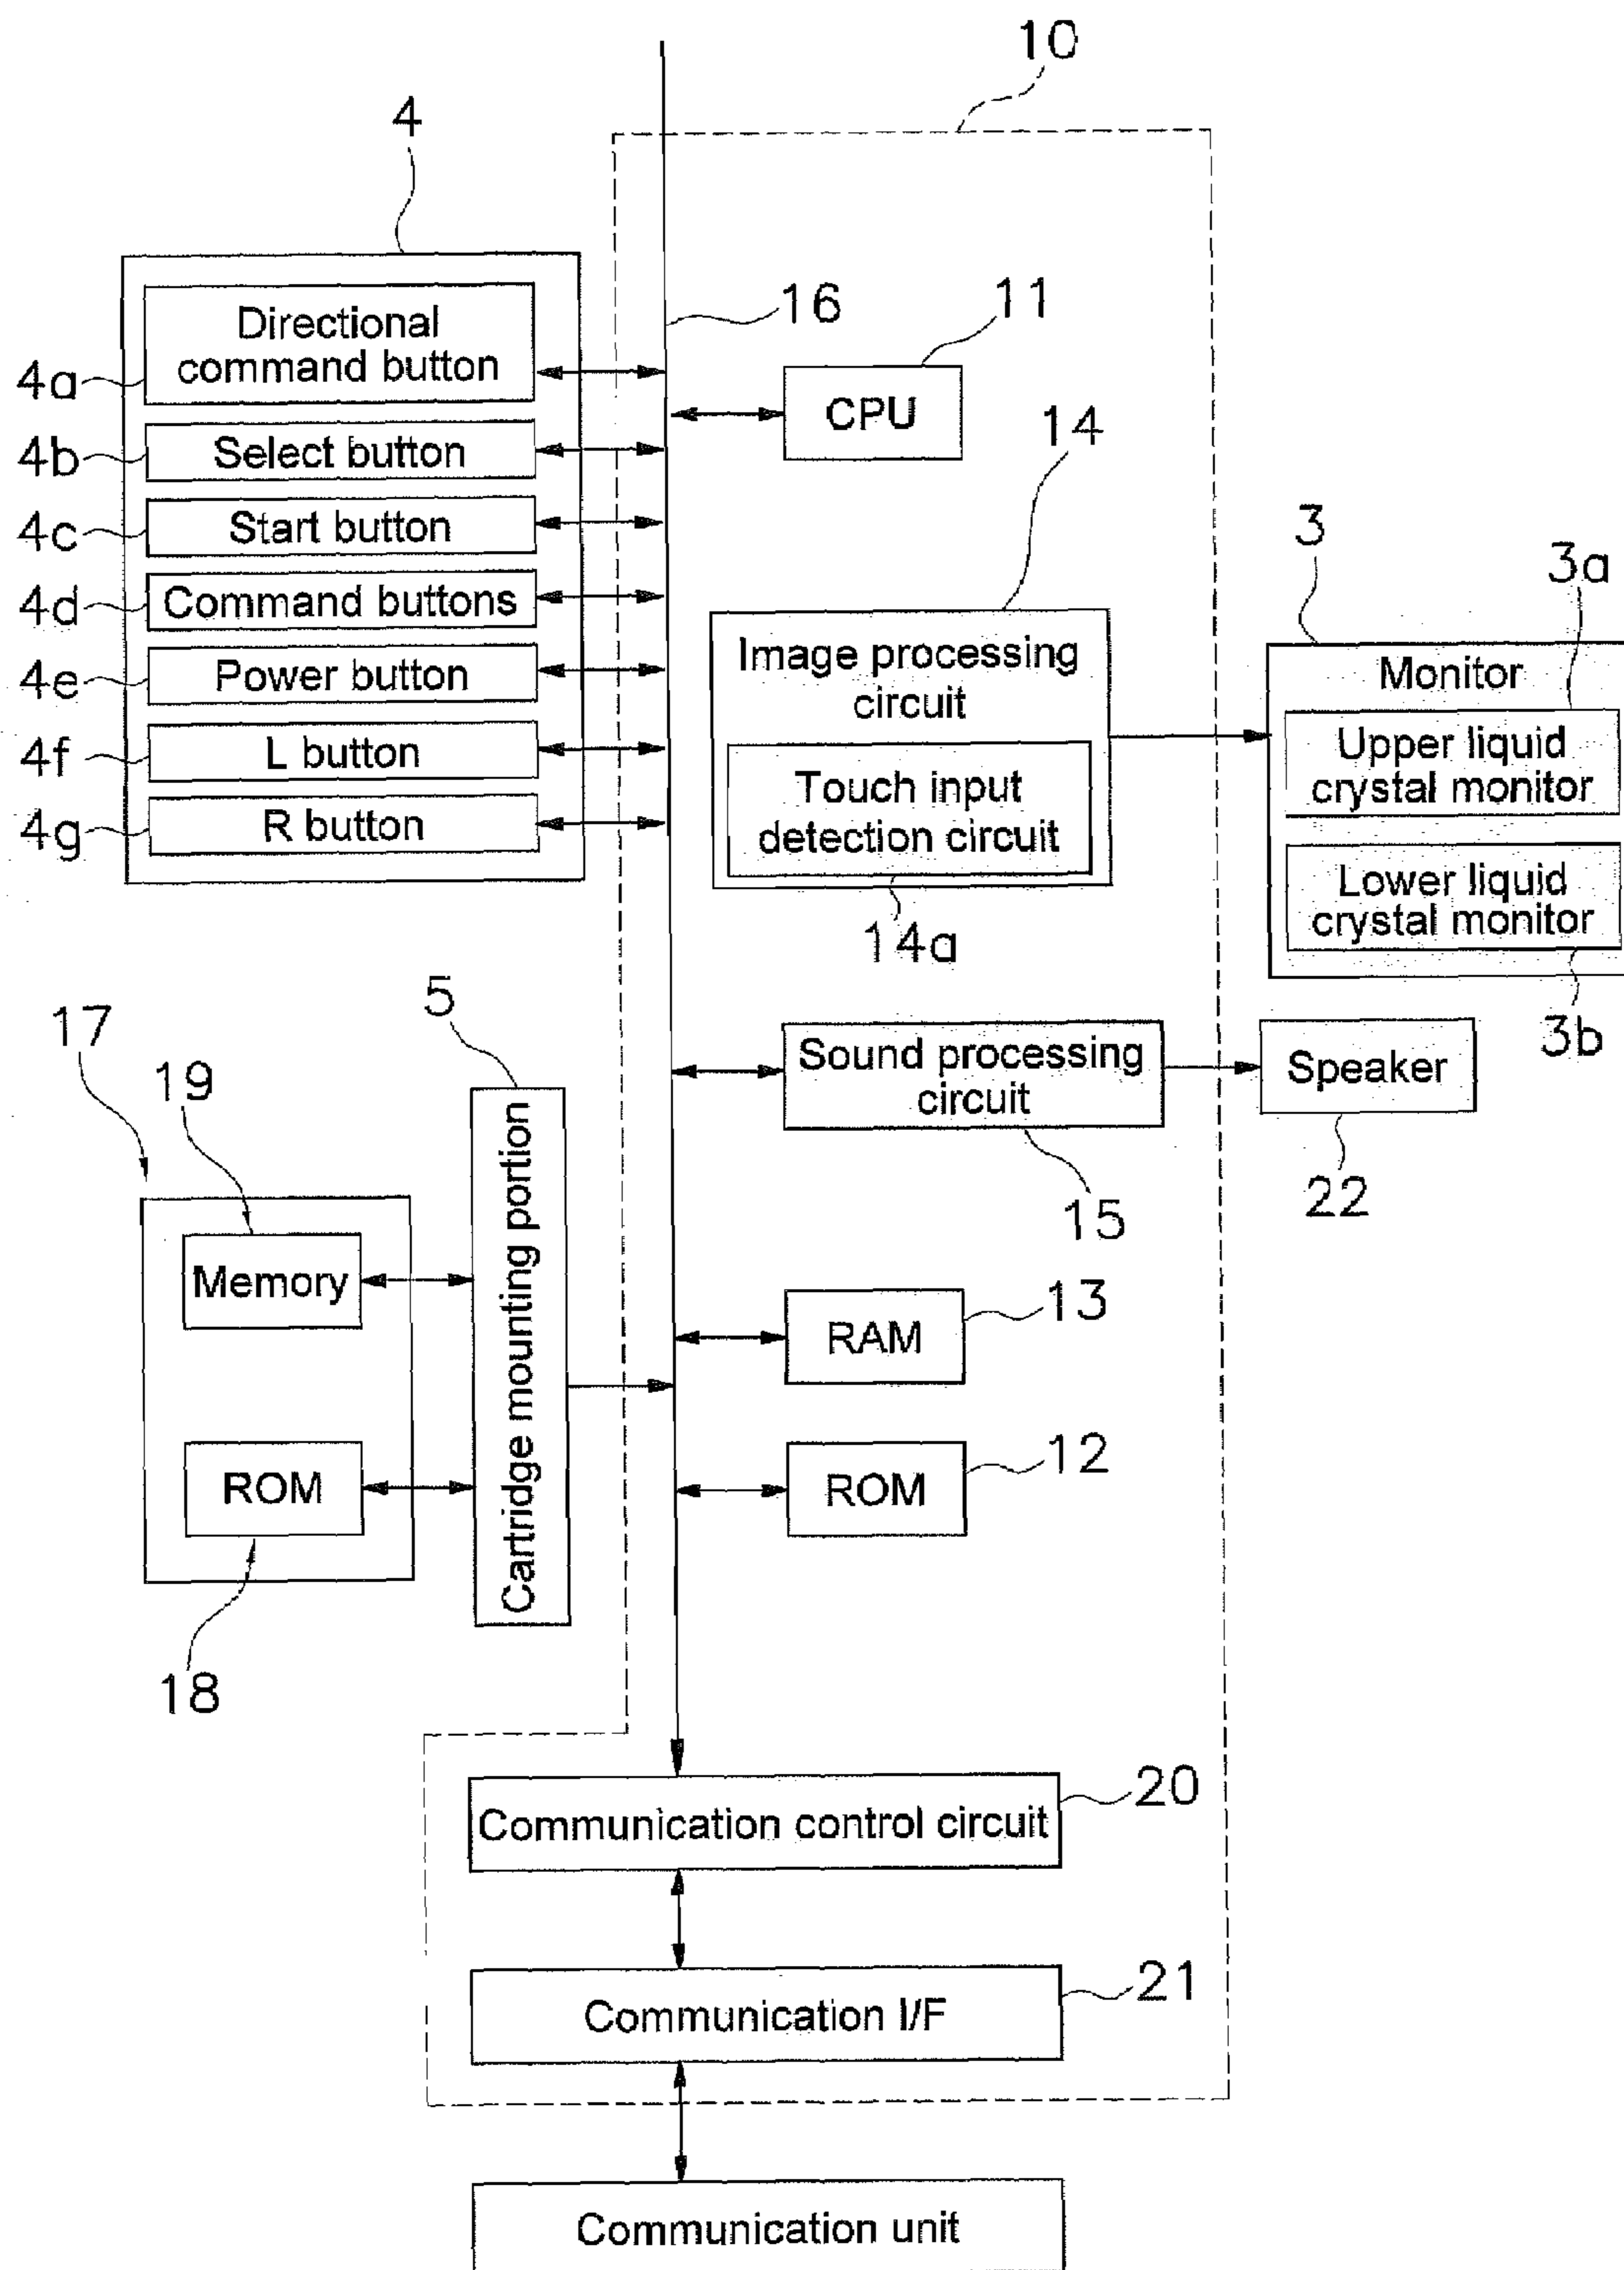 10
4
Directional
command button
4a
16
11
CPU
Select button
4b
14
Start button
4c
3
3a
Command buttons
4d
Image processing
circuit
Monitor
Power button
4e
Upper liquid
crystal monitor
L button
4f
Touch input
detection circuit
R button
4g
Lower liquid
crystal monitor
14a
5
17
3b
Sound processing
circuit
Speaker
19
15
22
Cartridge mounting portion
Memory
13
RAM
12
ROM
ROM
18
20
Communication control circuit
21
Communication I/F
Communication unit